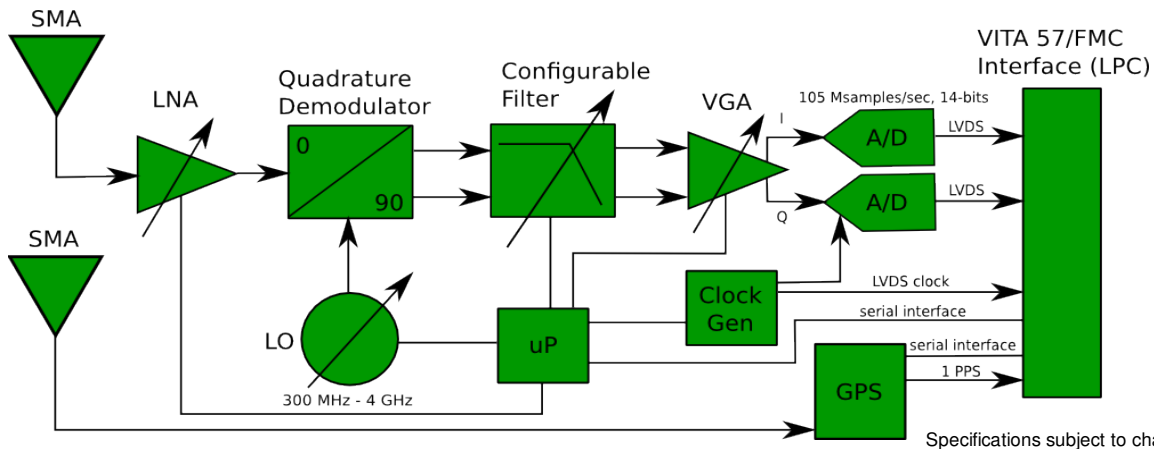 SMA
VITA 57/FMC
Interface (LPC)
Quadrature
Demodulator
Configurable
Filter
LNA
VGA
105 Msamples/sec, 14-bits
0
90
I
A/D
LVDS
Q
A/D
LVDS
SMA
LO
300 MHz - 4 GHz
uP
Clock
Gen
LVDS clock
serial interface
serial interface
1 PPS
GPS
Specifications subject to cha